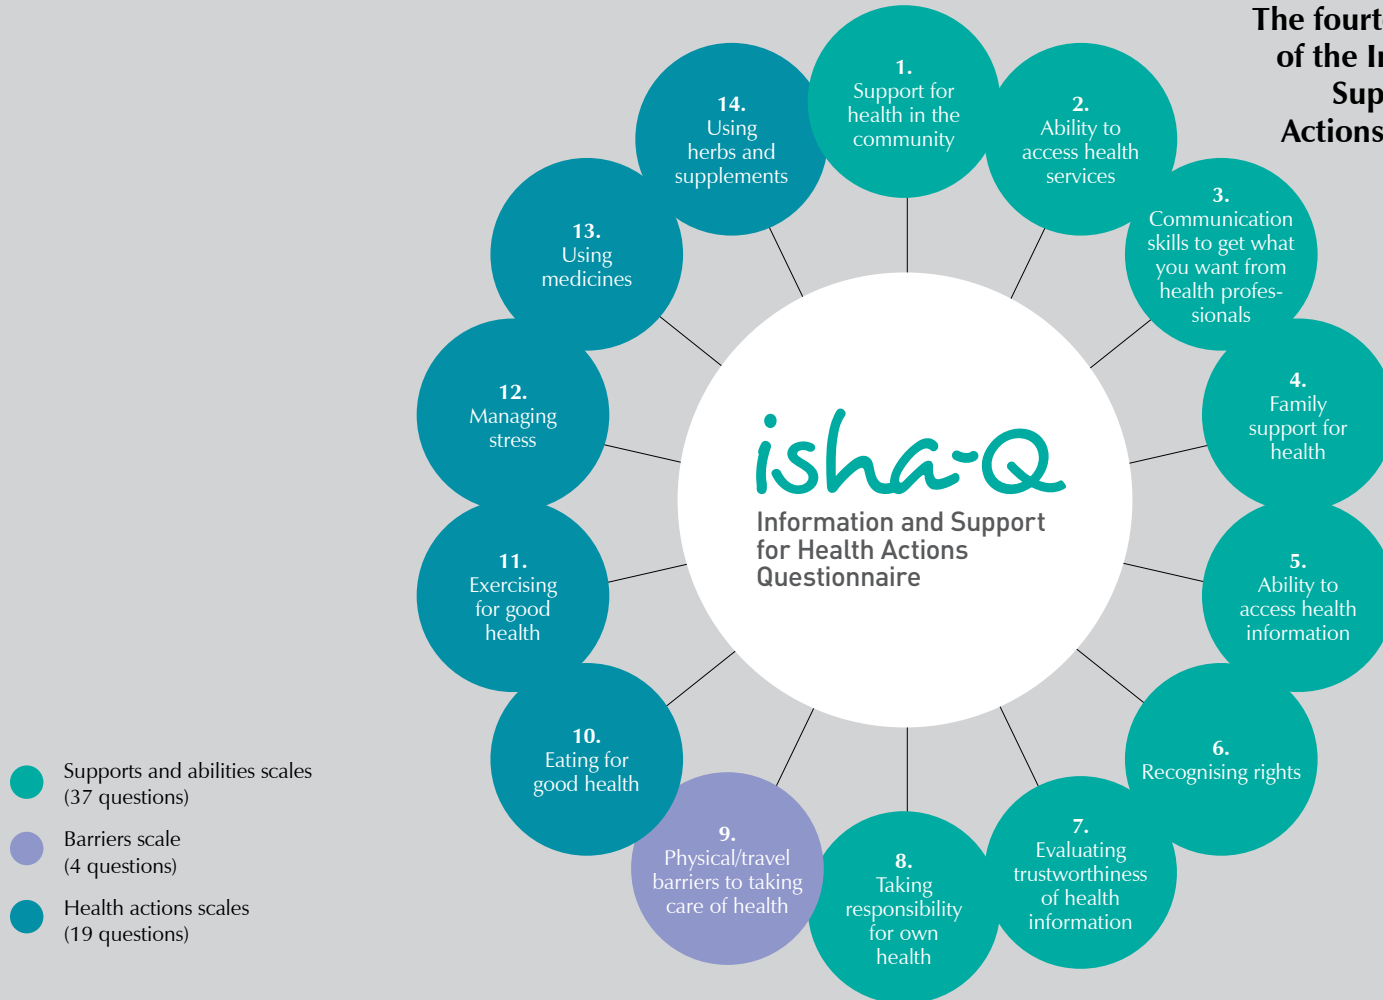 The fourt
of the In
Sup
Actions
1.
Support for
health in the
community
2.
Ability to
access health
services
3.
Communication
skills to get what
you want from
health profes-
sionals
4.
Family
support for
health
5.
Ability to
access health
information
6.
Recognising rights
7.
Evaluating
trustworthiness
of health
information
8.
Taking
responsibility
for own
health
9.
Physical/travel
barriers to taking
care of health
10.
Eating for
good health
11.
Exercising
for good
health
12.
Managing
stress
13.
Using
medicines
14.
Using
herbs and
supplements
isha-Q
Information and Support
for Health Actions
Questionnaire
Supports and abilities scales
(37 questions)
Barriers scale
(4 questions)
Health actions scales
(19 questions)